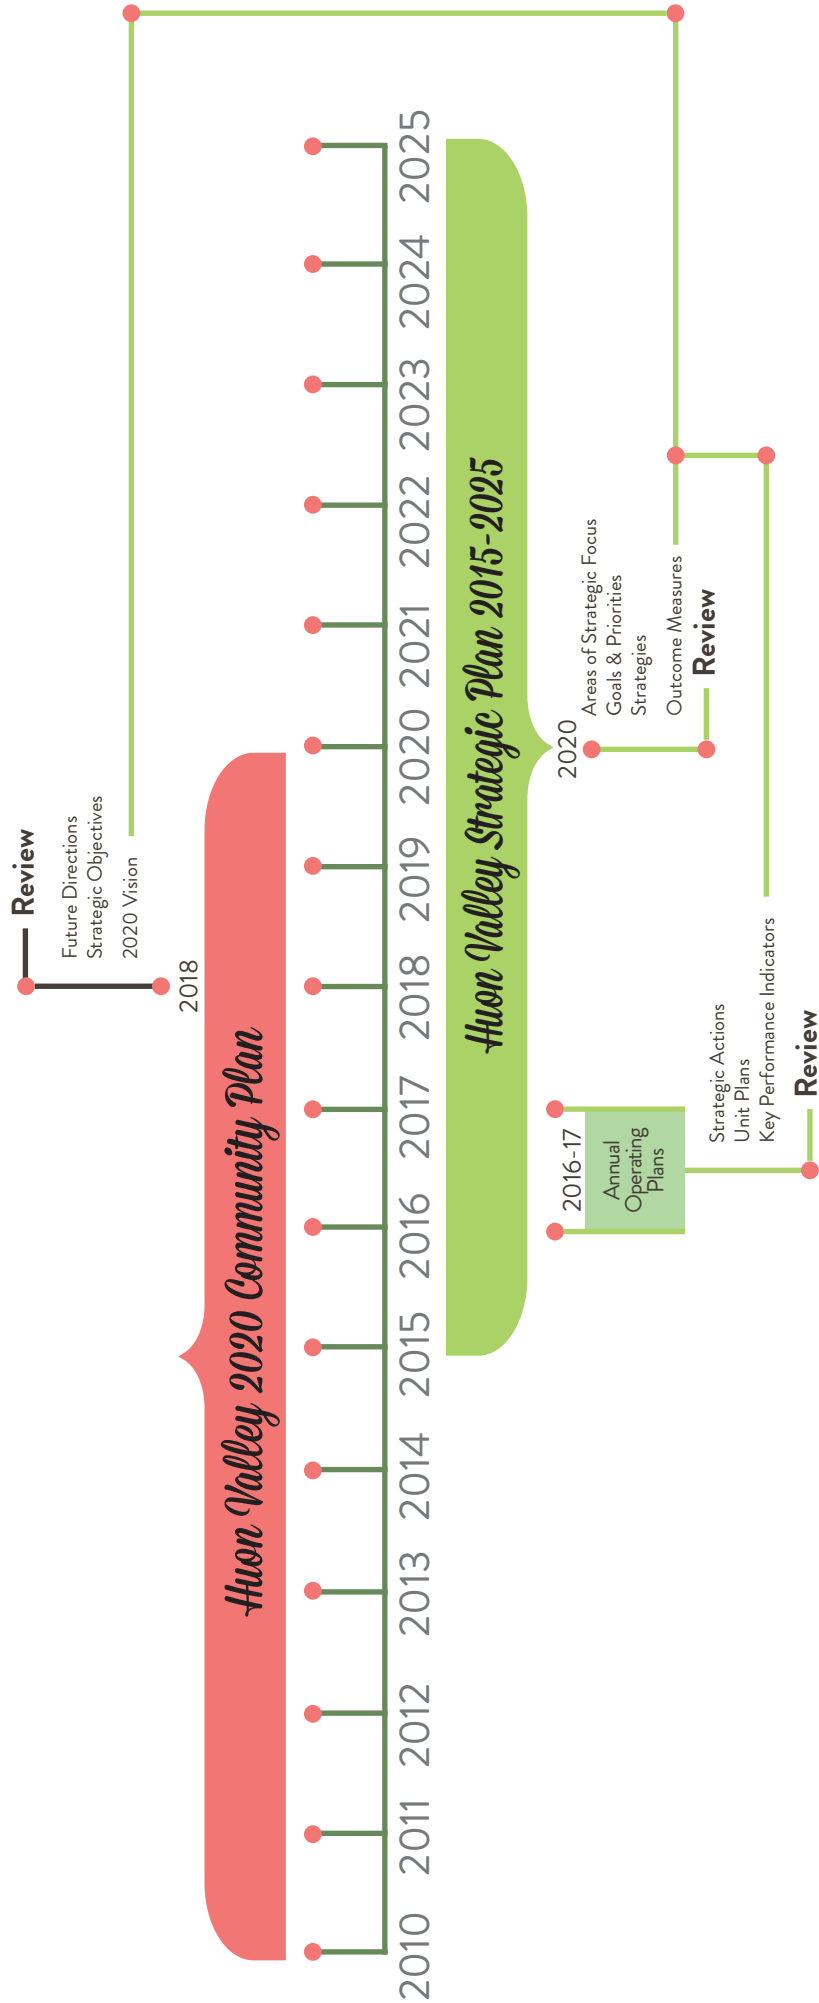 Review
Future Directions
Strategic Objectives
2020 Vision
2018
Huon Valley 2020 Community Plan
2010
2011
2012
2013
2014
2015
2016
2017
2018
2019
2020
2021
2022
2023
2024
2025
Huon Valley Strategic Plan 2015-2025
2016-17
Annual
Operating
Plans
Strategic Actions
Unit Plans
Key Performance Indicators
Review
2020
Areas of Strategic Focus
Goals & Priorities
Strategies
Outcome Measures
Review